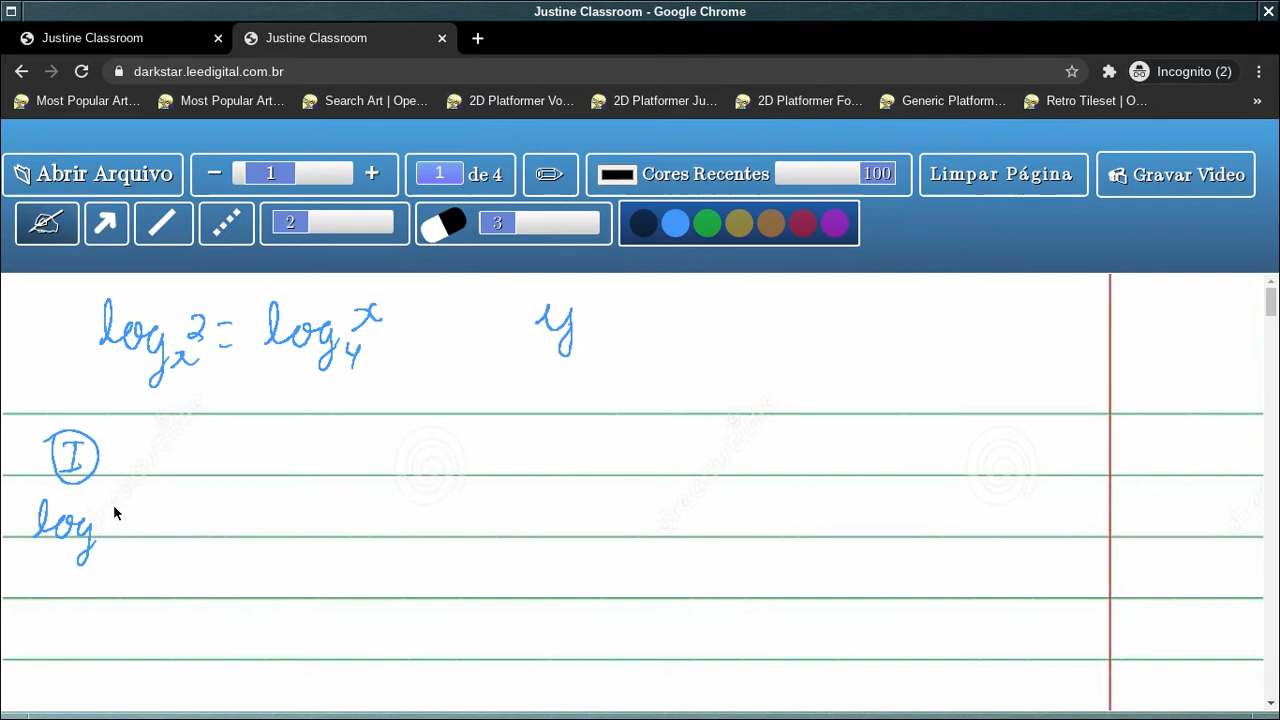 Justine Classroom - Google Chrome
Justine Classroom
Justine Classroom
darkstar.leedigital.com.br
Incognito (2)
Most Popular Art...
Most Popular Art...
Search Art | Ope...
2D Platformer Vo...
2D Platformer Ju...
2D Platformer Fo...
Generic Platform...
Retro Tileset | O...
»
Abrir Arquivo
− 1 +
1 de 4
Cores Recentes 100
Limpar Página
Gravar Video
2
3
logₓ 2 = log₄ x y
I
log